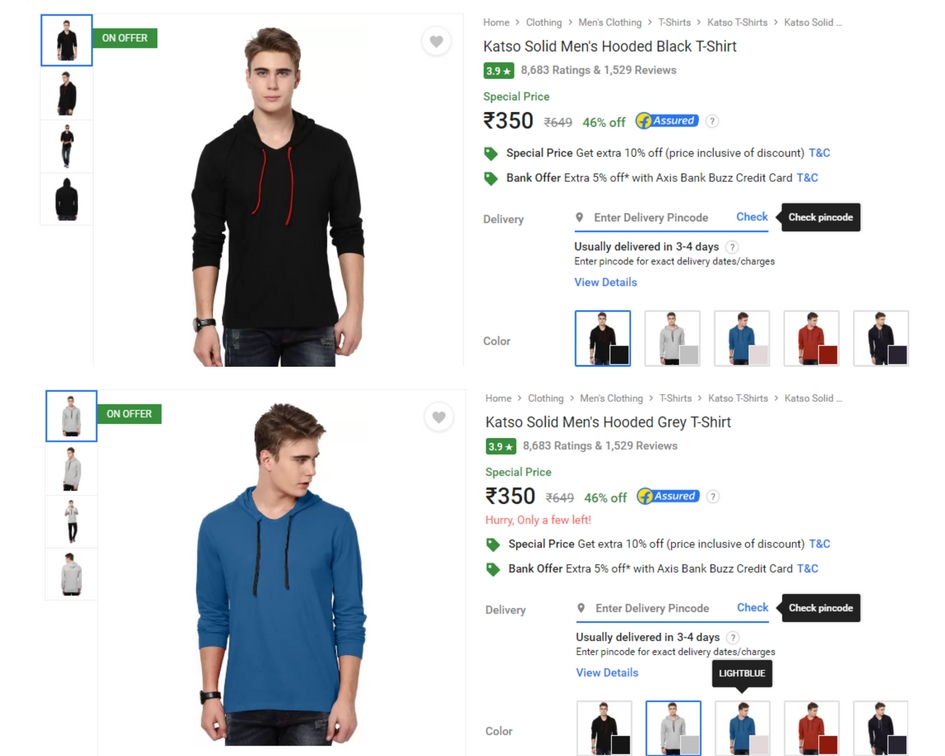 ON OFFER
Home > Clothing > Men's Clothing > T-Shirts > Katso T-Shirts > Katso Solid ...
Katso Solid Men's Hooded Black T-Shirt
3.9 ★ 8,683 Ratings & 1,529 Reviews
Special Price
₹350 ₹649 46% off f Assured ?
Special Price Get extra 10% off (price inclusive of discount) T&C
Bank Offer Extra 5% off* with Axis Bank Buzz Credit Card T&C
Delivery Enter Delivery Pincode Check Check pincode
Usually delivered in 3-4 days ?
Enter pincode for exact delivery dates/charges
View Details
Color
ON OFFER
Home > Clothing > Men's Clothing > T-Shirts > Katso T-Shirts > Katso Solid ...
Katso Solid Men's Hooded Grey T-Shirt
3.9 ★ 8,683 Ratings & 1,529 Reviews
Special Price
₹350 ₹649 46% off f Assured ?
Hurry, Only a few left!
Special Price Get extra 10% off (price inclusive of discount) T&C
Bank Offer Extra 5% off* with Axis Bank Buzz Credit Card T&C
Delivery Enter Delivery Pincode Check Check pincode
Usually delivered in 3-4 days ?
Enter pincode for exact delivery dates/charges
View Details
LIGHTBLUE
Color